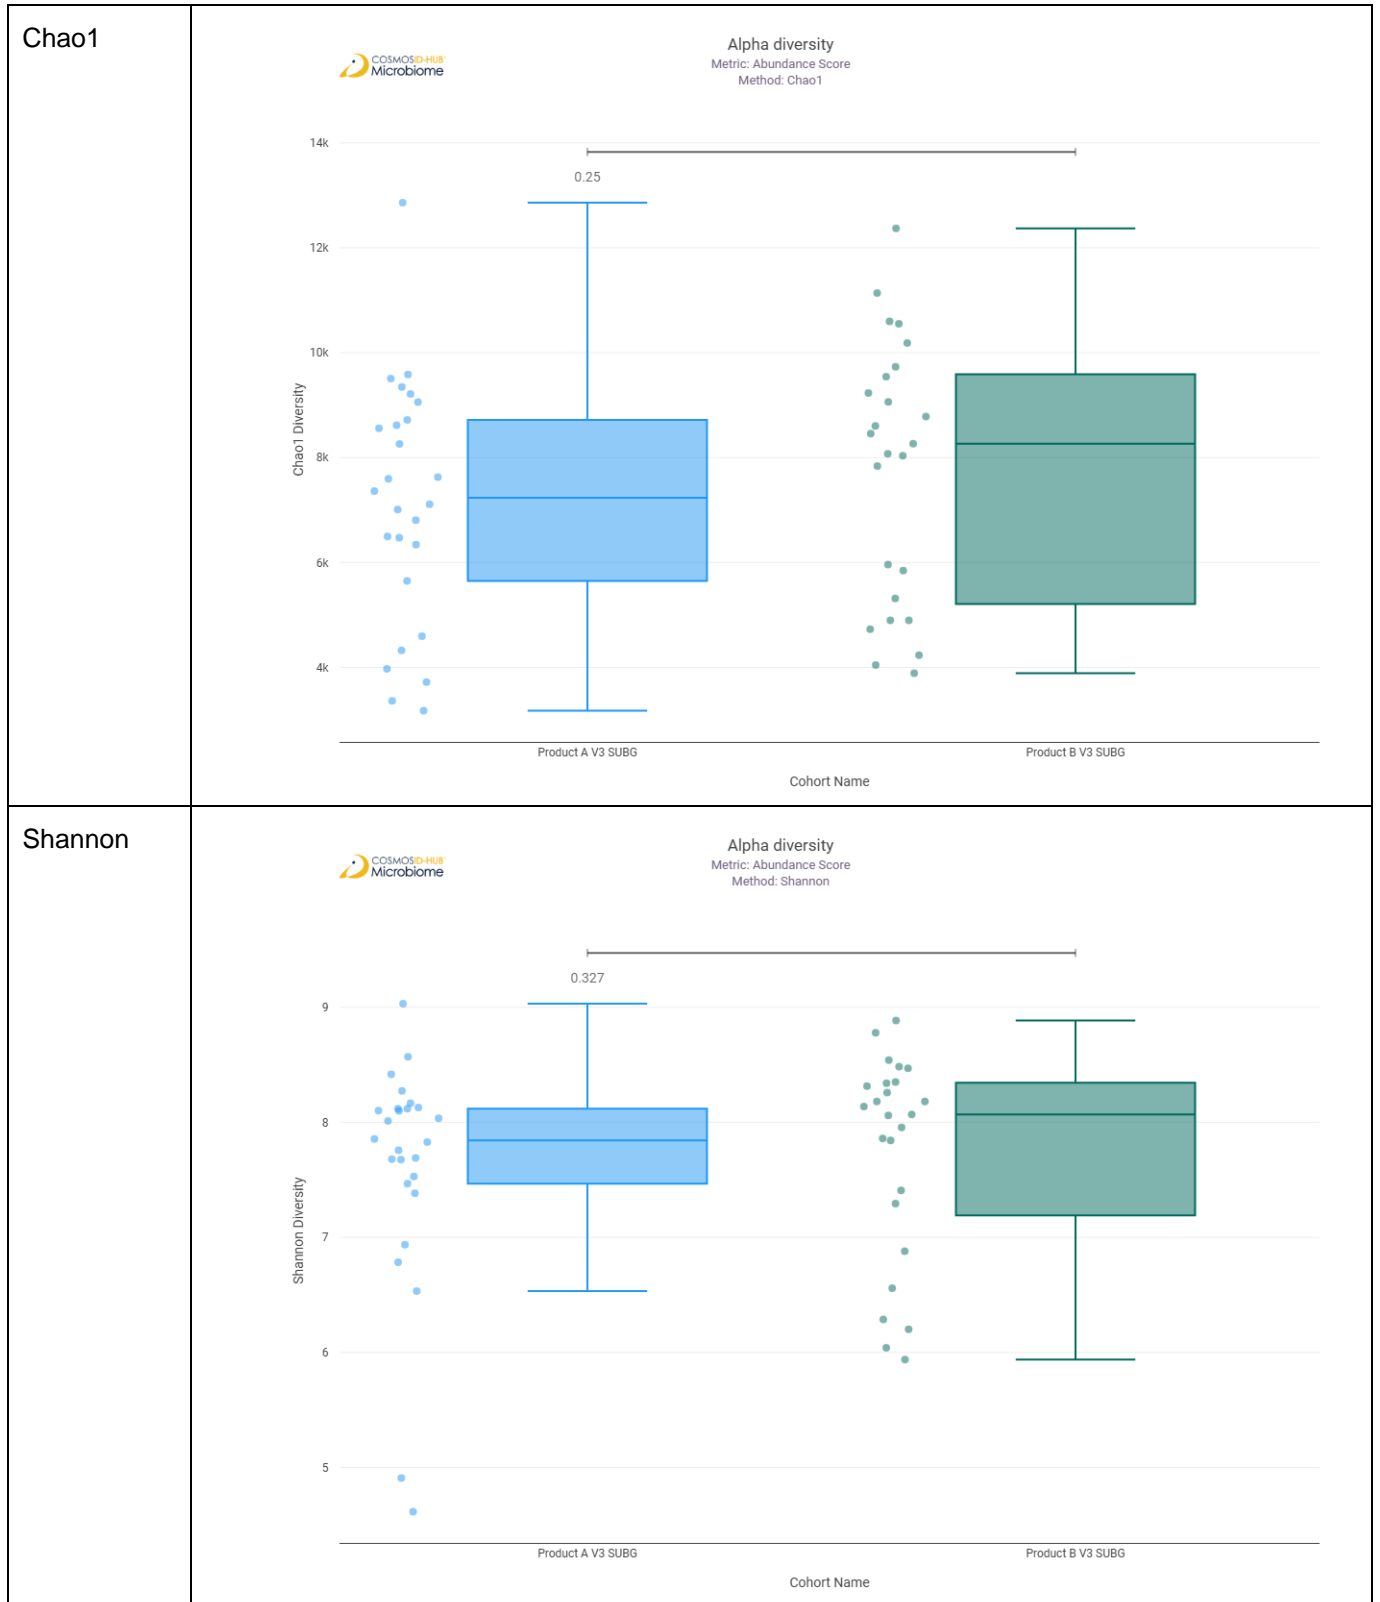 Chao1
COSMOSID-HUB
Microbiome
Alpha diversity
Metric: Abundance Score
Method: Chao1
14k
0.25
12k
10k
Chao1 Diversity
8k
6k
4k
Product A V3 SUBG
Product B V3 SUBG
Cohort Name
Shannon
COSMOSID-HUB
Microbiome
Alpha diversity
Metric: Abundance Score
Method: Shannon
0.327
9
8
Shannon Diversity
7
6
5
Product A V3 SUBG
Product B V3 SUBG
Cohort Name